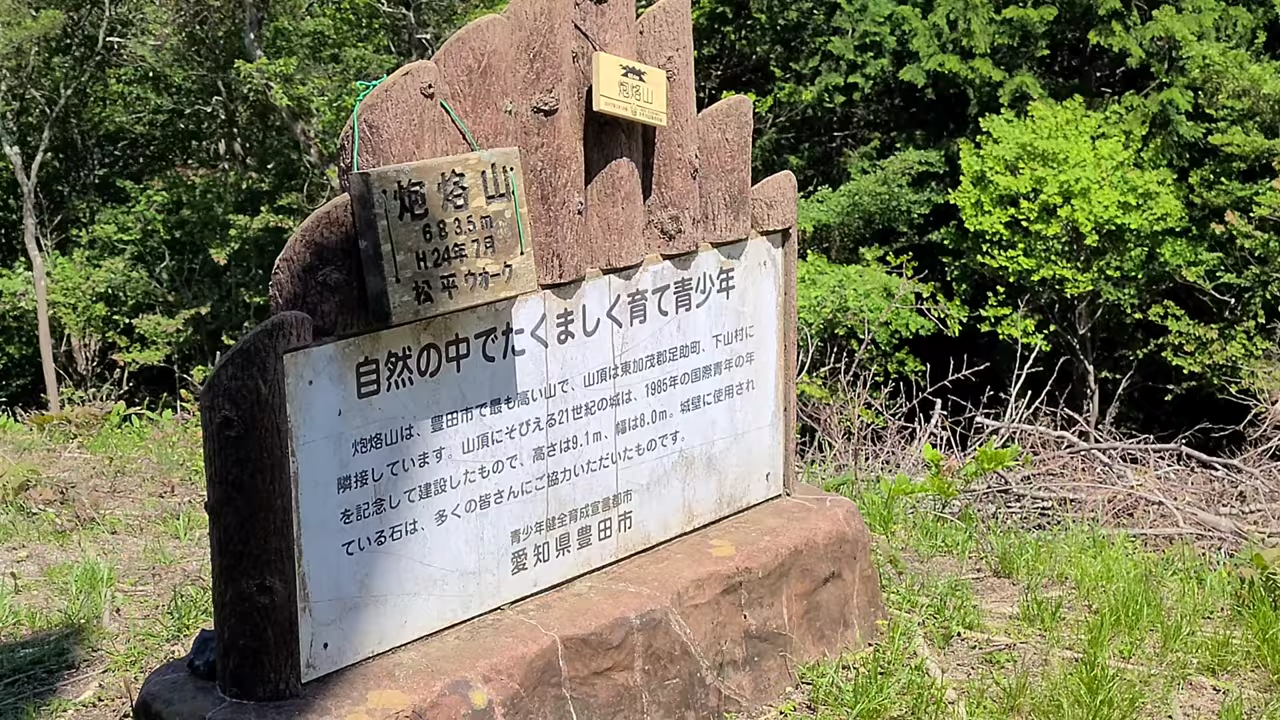 炮烙山
炮烙山
683.5m
H24年7月
松平ウォーク
自然の中でたくましく育て青少年
炮烙山は、豊田市で最も高い山で、山頂は東加茂郡足助町、下山村に
隣接しています。山頂にそびえる21世紀の城は、1985年の国際青年の年
を記念して建設したもので、高さは9.1m、幅は8.0m。城壁に使用され
ている石は、多くの皆さんにご協力いただいたものです。
青少年健全育成宣言都市
愛知県豊田市